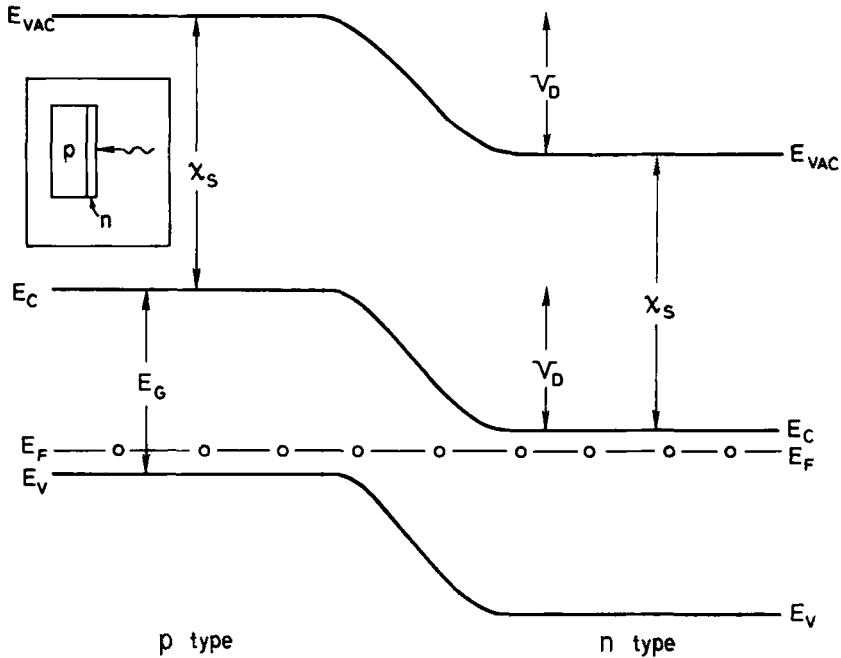 E_VAC
V_D
p
n
χ_S
E_VAC
E_C
E_G
V_D
χ_S
E_F
E_C
E_F
E_V
E_V
p type
n type